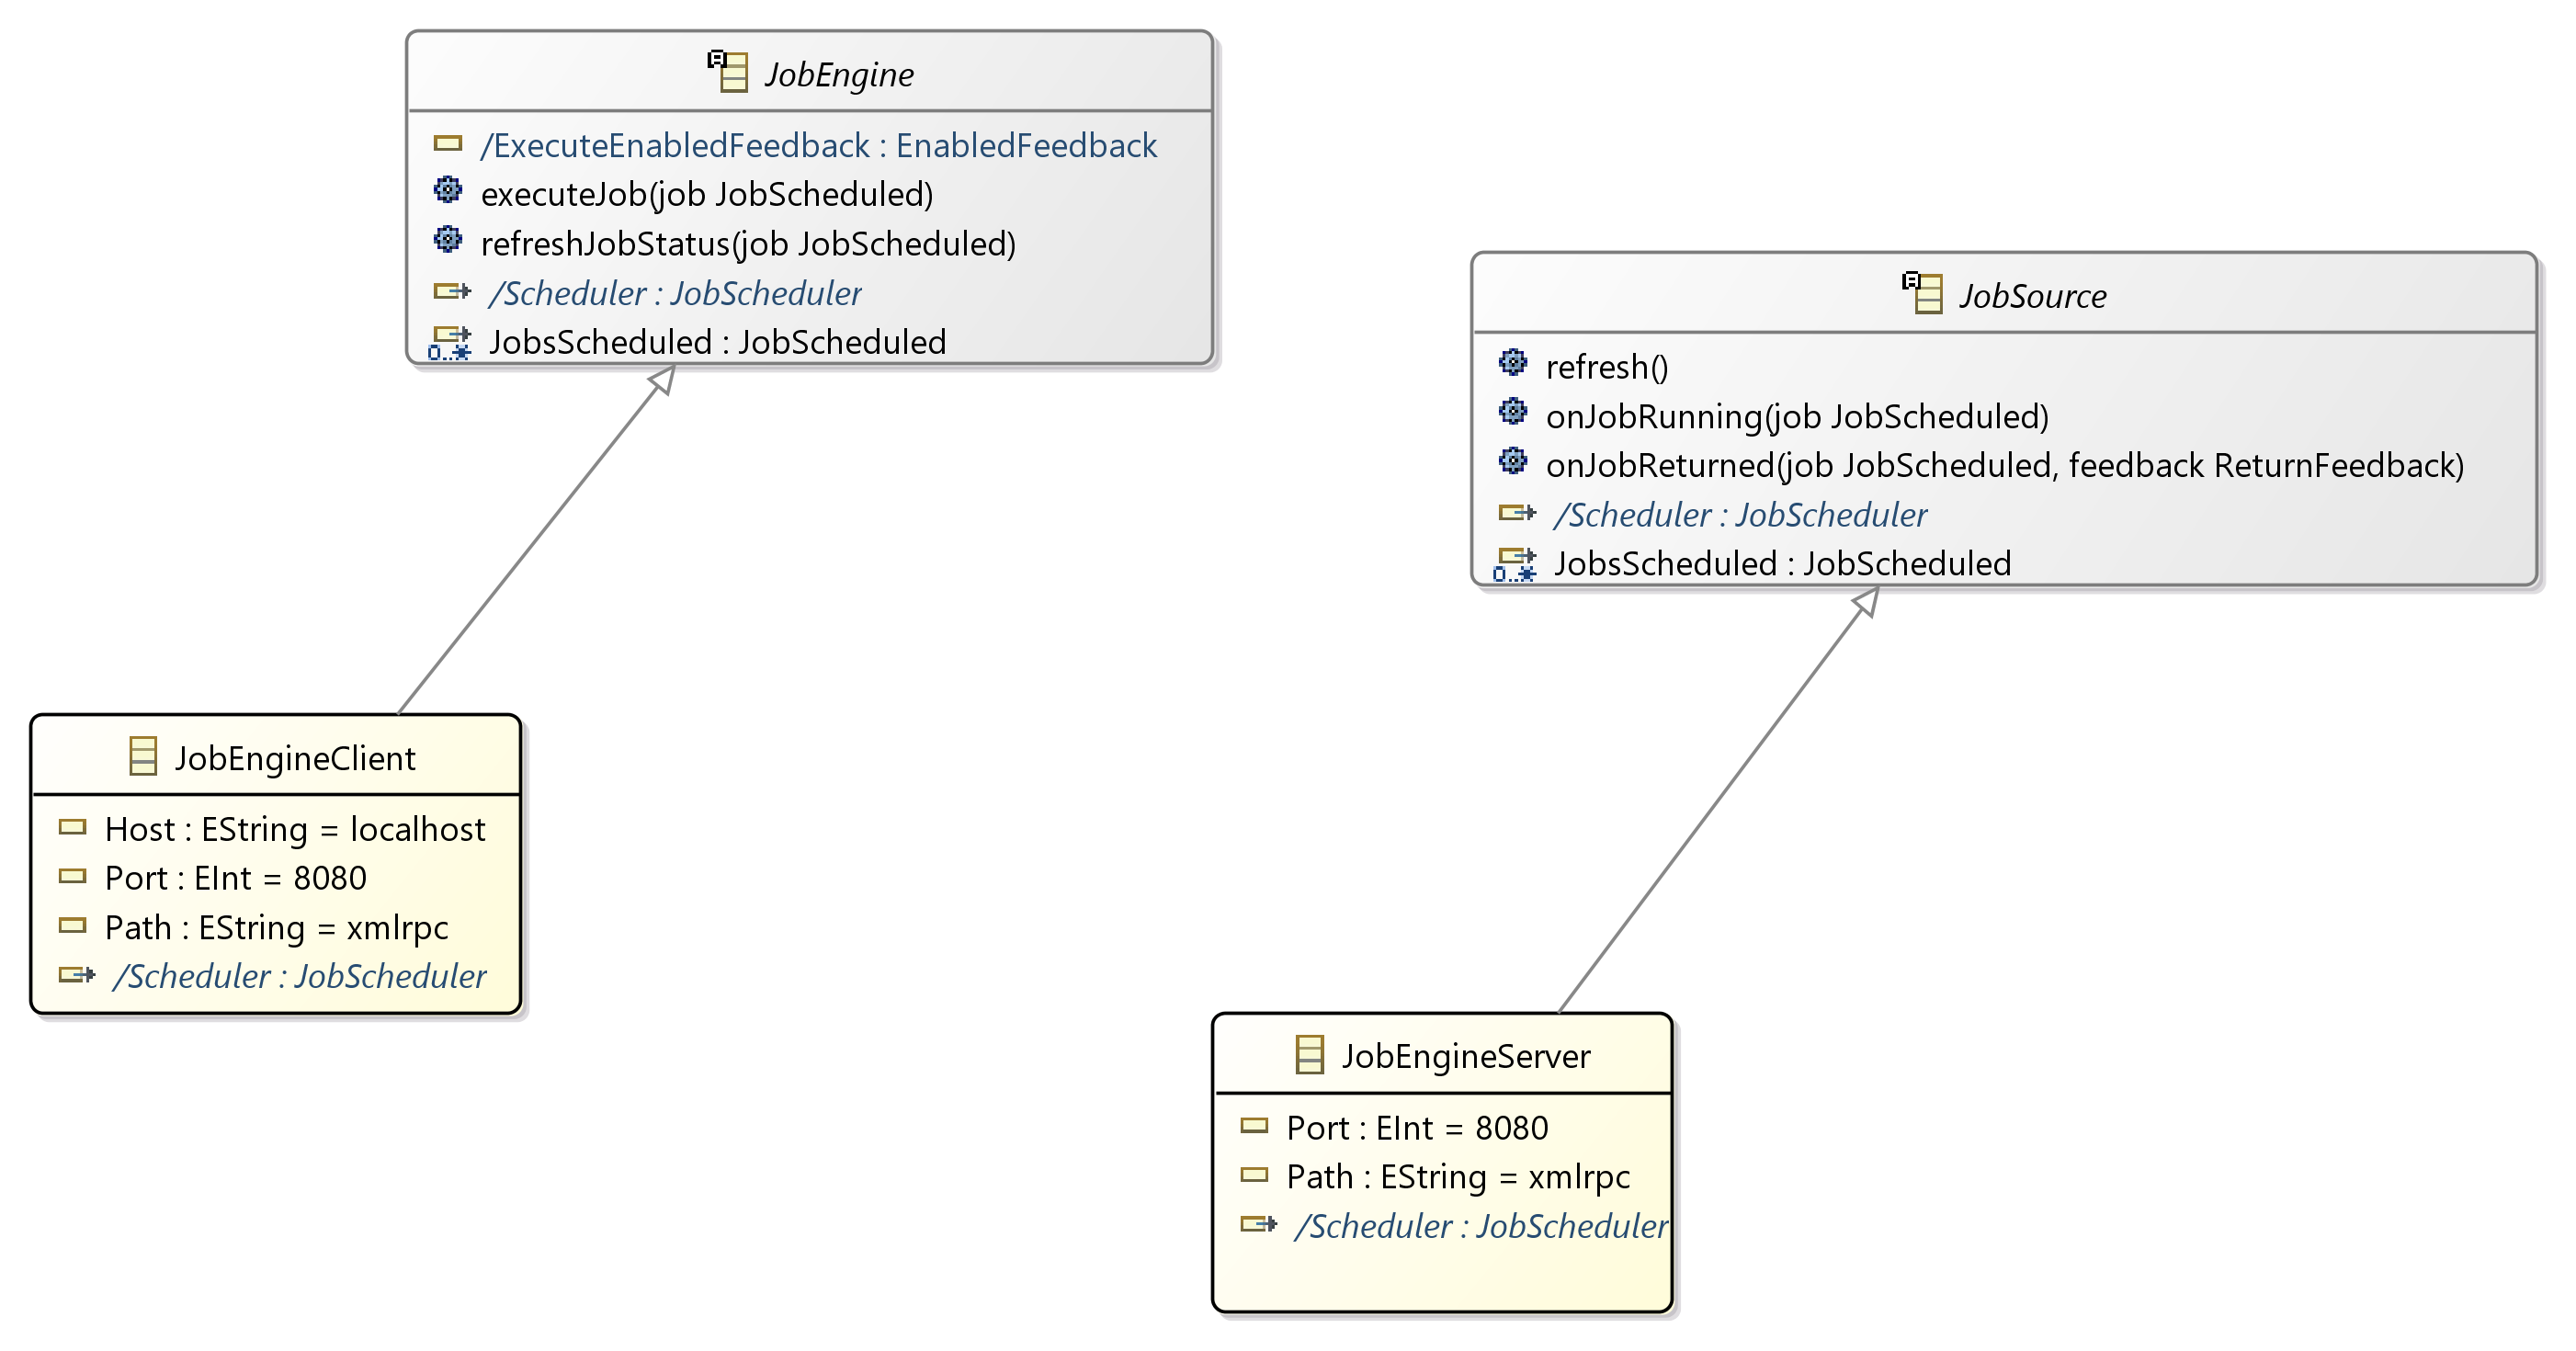 JobEngine
/ExecuteEnabledFeedback : EnabledFeedback
executeJob(job JobScheduled)
refreshJobStatus(job JobScheduled)
/Scheduler : JobScheduler
0..* JobsScheduled : JobScheduled
JobSource
refresh()
onJobRunning(job JobScheduled)
onJobReturned(job JobScheduled, feedback ReturnFeedback)
/Scheduler : JobScheduler
0..* JobsScheduled : JobScheduled
JobEngineClient
Host : EString = localhost
Port : EInt = 8080
Path : EString = xmlrpc
/Scheduler : JobScheduler
JobEngineServer
Port : EInt = 8080
Path : EString = xmlrpc
/Scheduler : JobScheduler